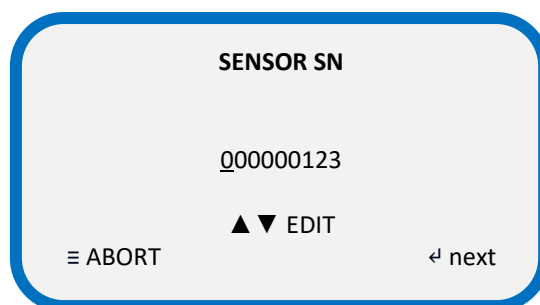 SENSOR SN
000000123
▲▼ EDIT
≡ ABORT ↵ next